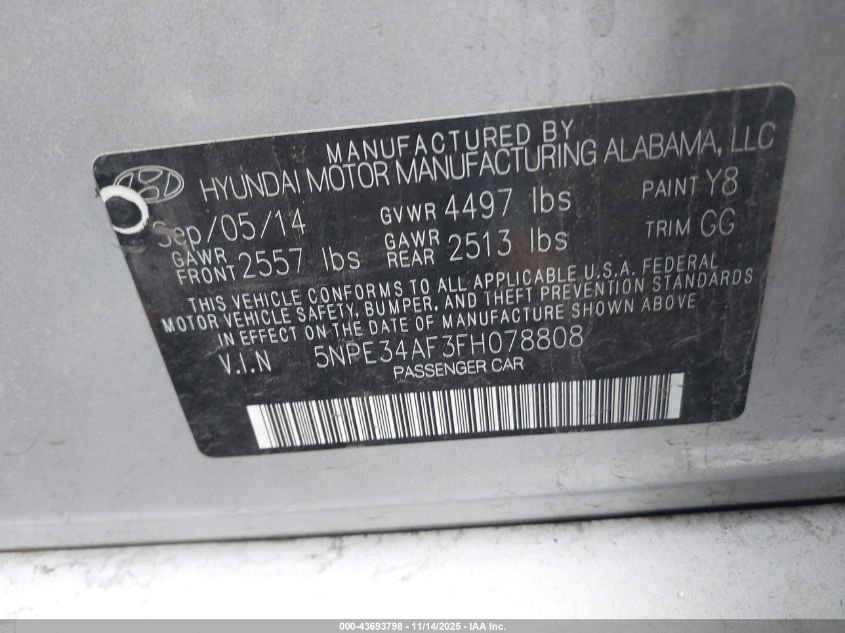 MANUFACTURED BY
HYUNDAI MOTOR MANUFACTURING ALABAMA, LLC
Sep/05/14 GVWR 4497 lbs PAINT Y8
GAWR FRONT 2557 lbs GAWR REAR 2513 lbs TRIM GG
THIS VEHICLE CONFORMS TO ALL APPLICABLE U.S.A. FEDERAL
MOTOR VEHICLE SAFETY, BUMPER, AND THEFT PREVENTION STANDARDS
IN EFFECT ON THE DATE OF MANUFACTURE SHOWN ABOVE
V.I.N 5NPE34AF3FH078808
PASSENGER CAR
000-43693798 - 11/14/2025 - IAA Inc.